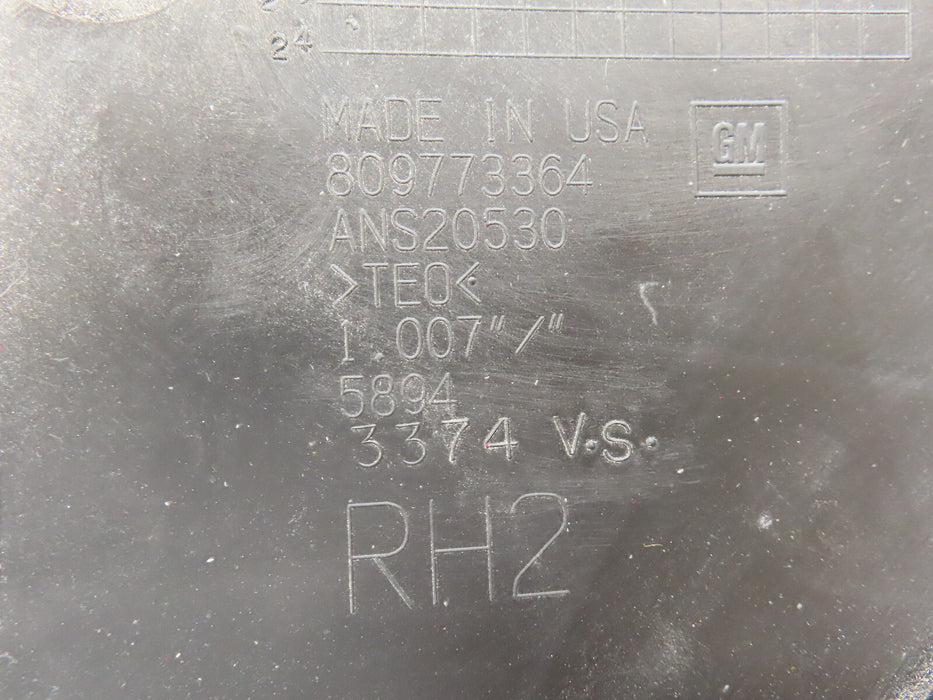 24
MADE IN USA
GM
809773364
ANS20530
>TEO<
1.007"/"
5894
3374 V.S.
RH2